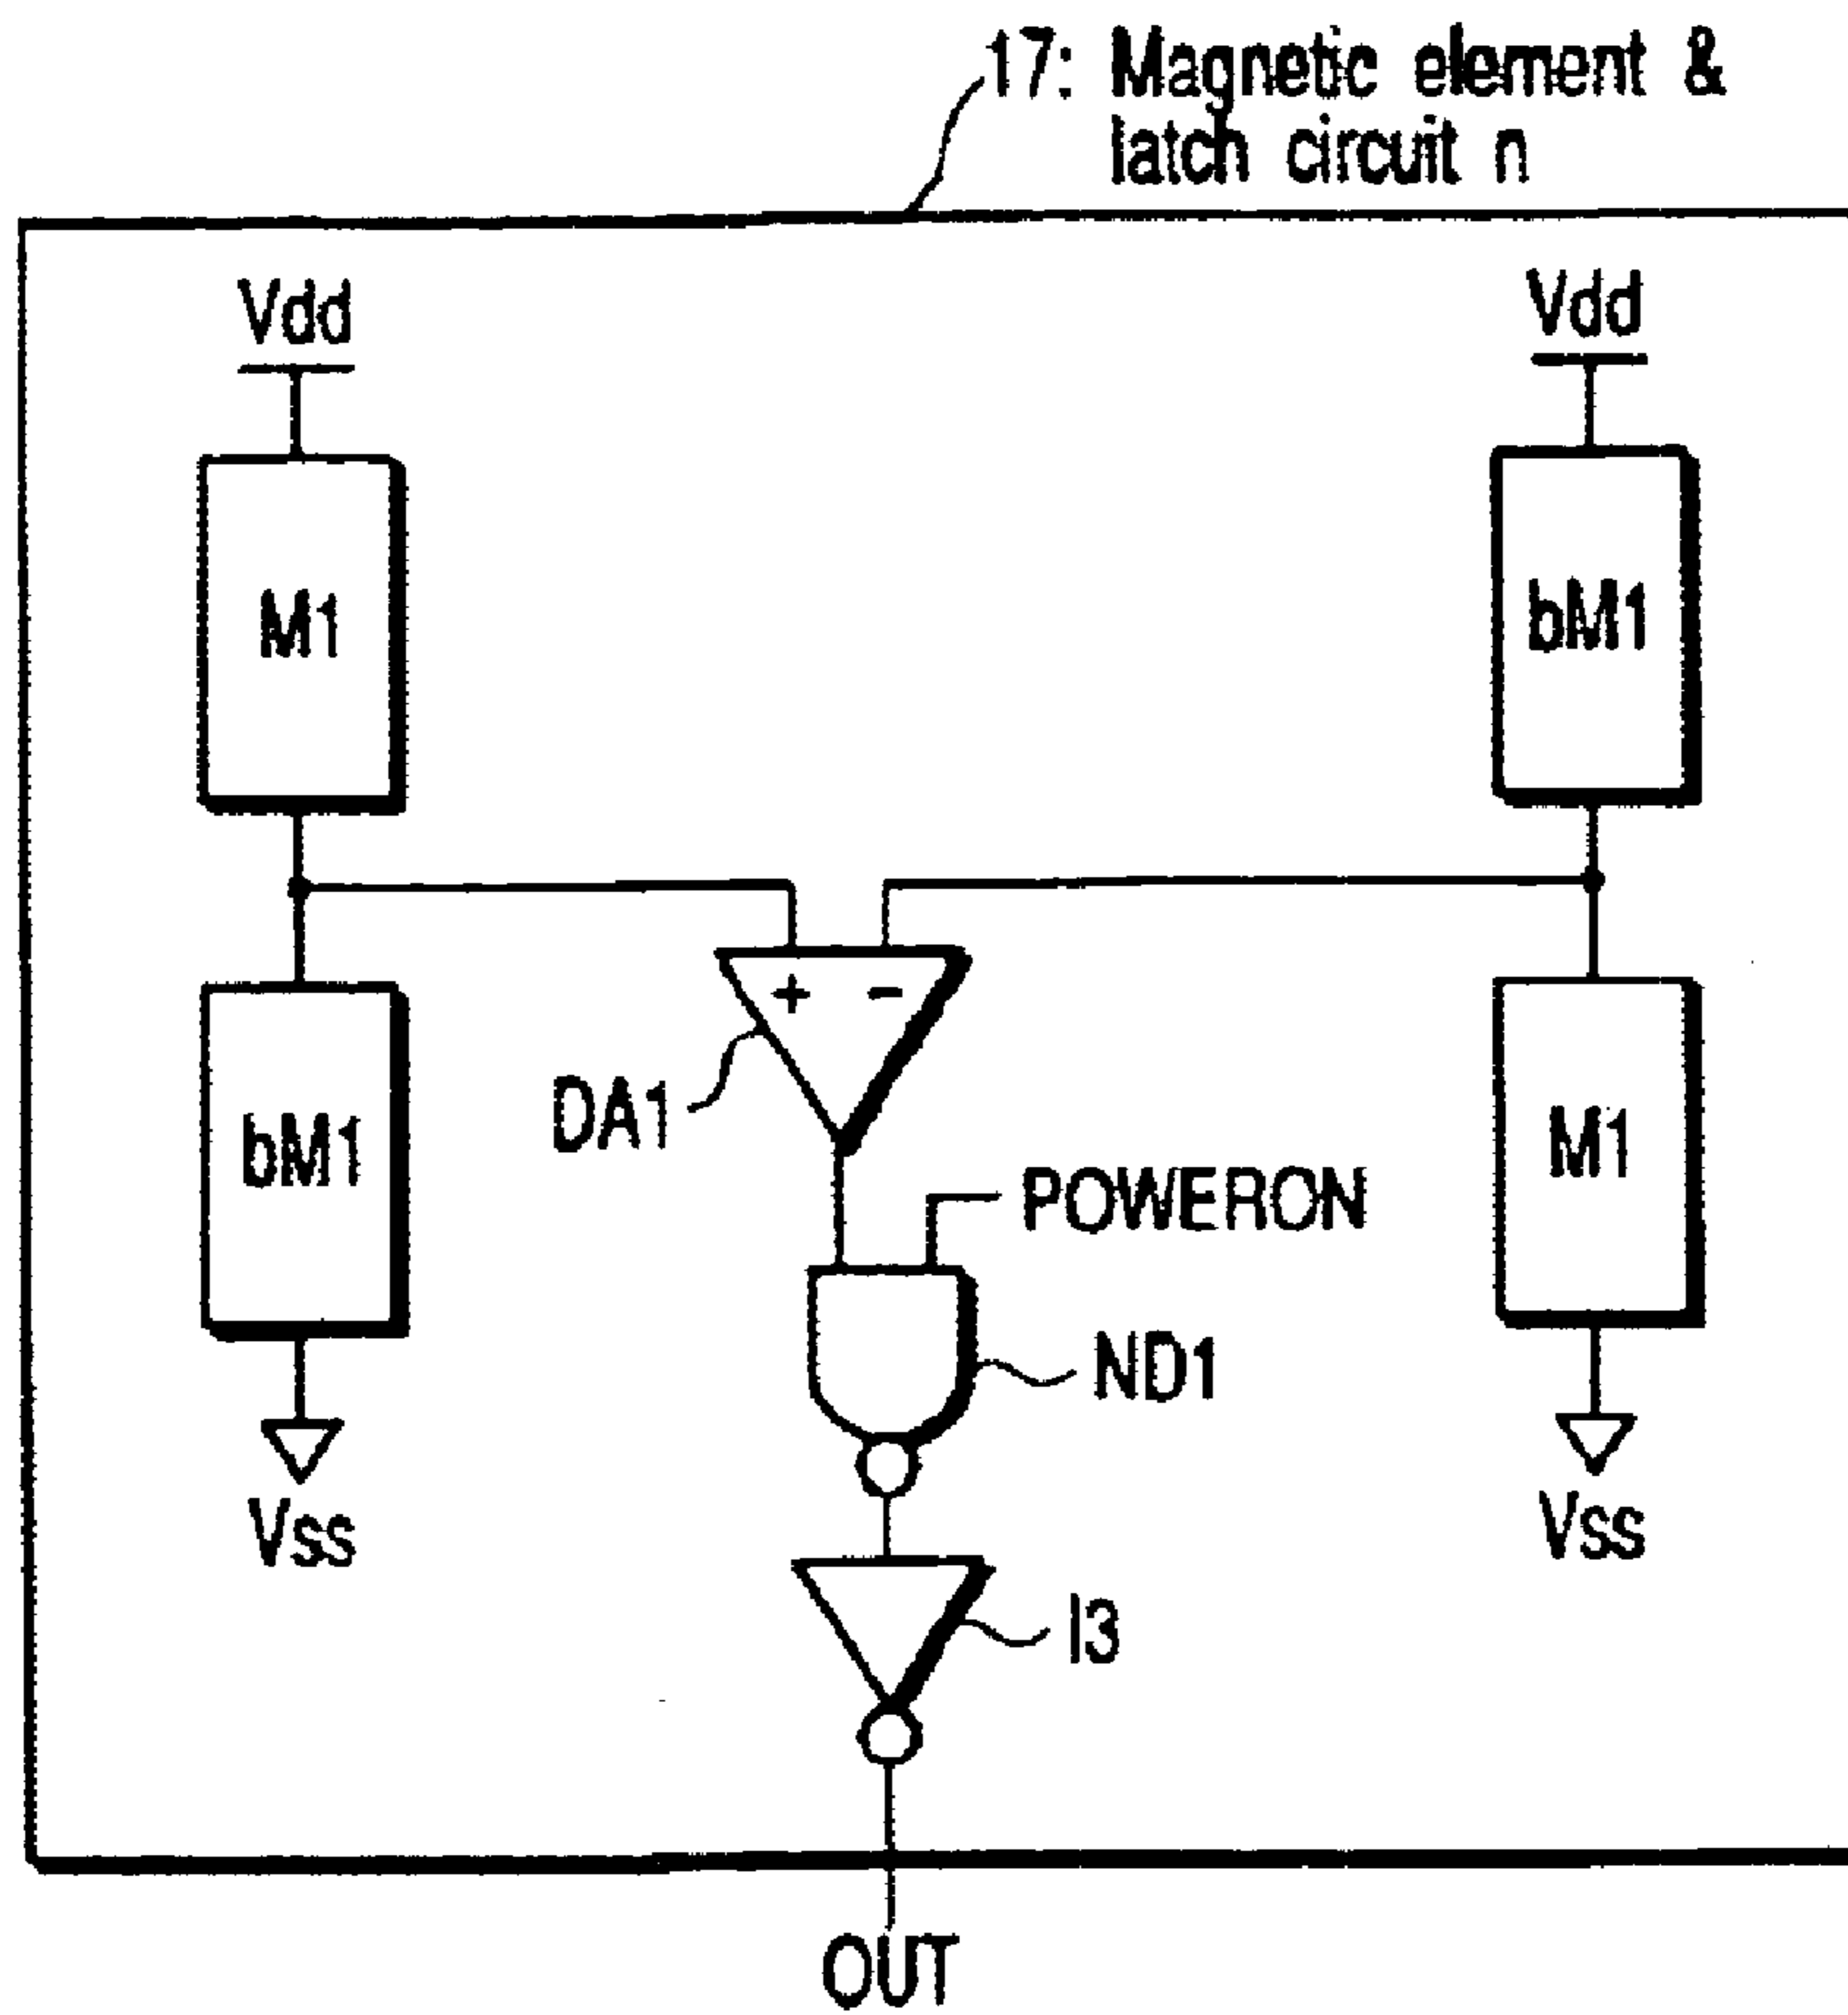 17: Magnetic element &
latch circuit n
Vdd
Vdd
M1
bM1
+ -
DA1
bM1
M1
POWERON
ND1
Vss
Vss
I3
OUT